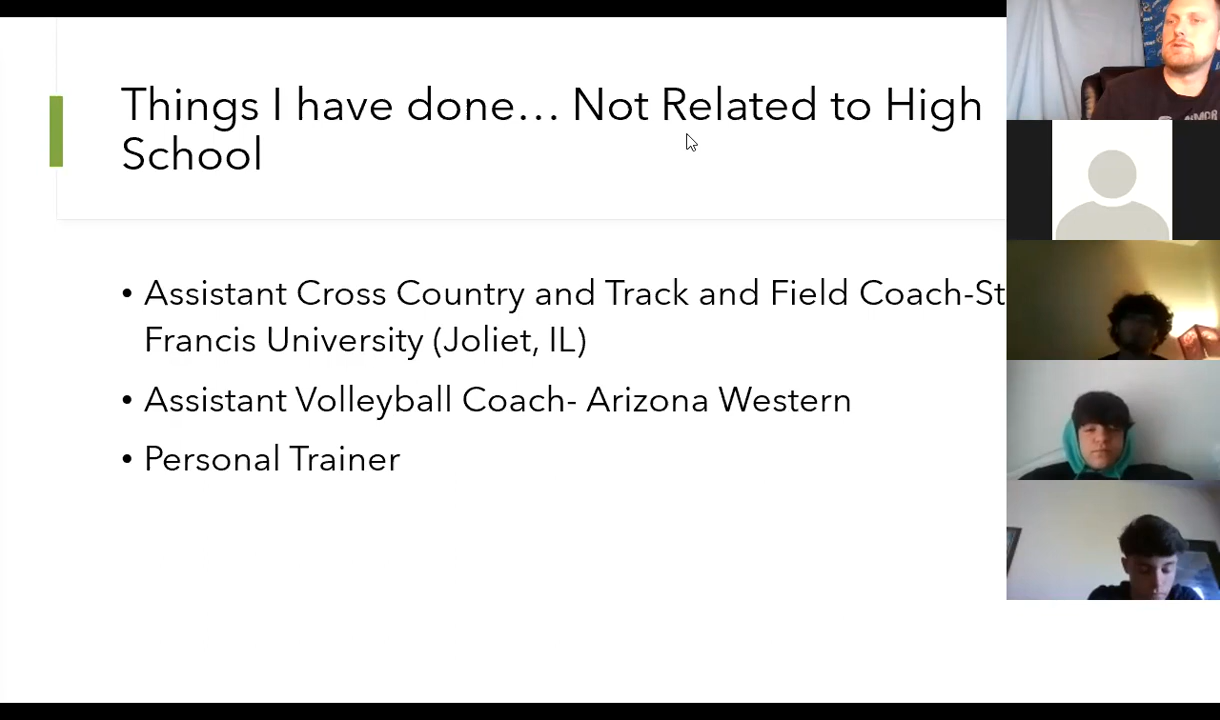 Things I have done... Not Related to High
School
• Assistant Cross Country and Track and Field Coach-St
Francis University (Joliet, IL)
• Assistant Volleyball Coach- Arizona Western
• Personal Trainer